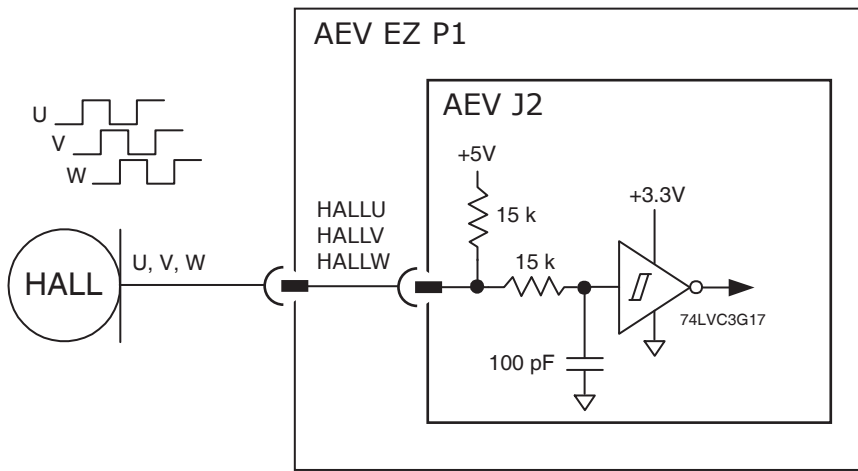 AEV EZ P1
AEV J2
U
V
W
+5V
+3.3V
15 k
HALLU
HALLV
HALLW
15 k
HALL
U, V, W
74LVC3G17
100 pF